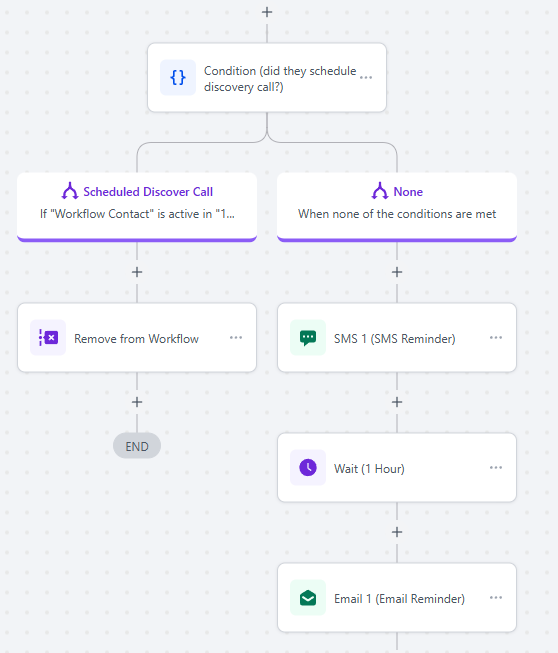 Condition (did they schedule
discovery call?)
Scheduled Discover Call
If "Workflow Contact" is active in "1...
None
When none of the conditions are met
Remove from Workflow
SMS 1 (SMS Reminder)
END
Wait (1 Hour)
Email 1 (Email Reminder)